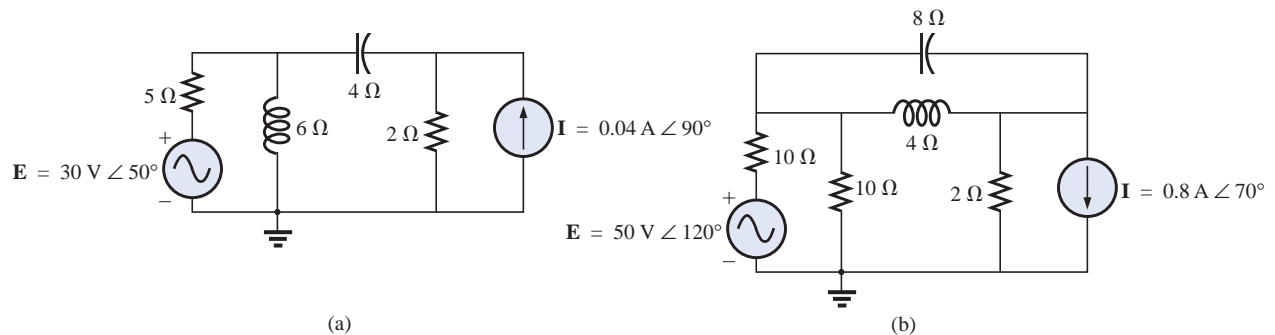 5 Ω
+
E = 30 V ∠ 50°
–
6 Ω
4 Ω
2 Ω
I = 0.04 A ∠ 90°
(a)
8 Ω
4 Ω
10 Ω
+
10 Ω
E = 50 V ∠ 120°
–
2 Ω
I = 0.8 A ∠ 70°
(b)